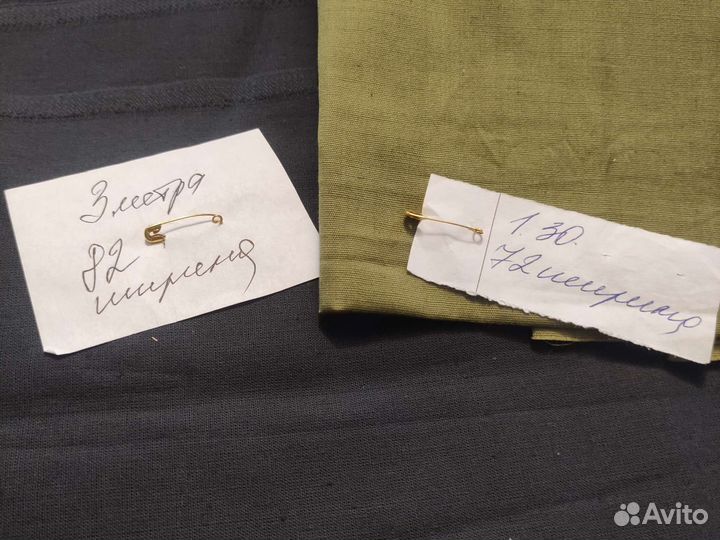 3 метра
82
ширина
1.30.
72 ширина
Avito